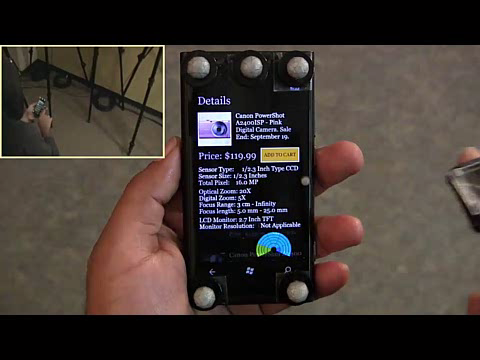 Details
Canon PowerShot
A2400ISP - Pink
Digital Camera. Sale
End: September 19.
Price: $119.99
ADD TO CART
Sensor Type: 1/2.3 Inch Type CCD
Sensor Size: 1/2.3 Inches
Total Pixel: 16.0 MP
Optical Zoom: 20X
Digital Zoom: 5X
Focus Range: 3 cm - Infinity
Focus length: 5.0 mm - 25.0 mm
LCD Monitor: 2.7 Inch TFT
Monitor Resolution: Not Applicable
Canon